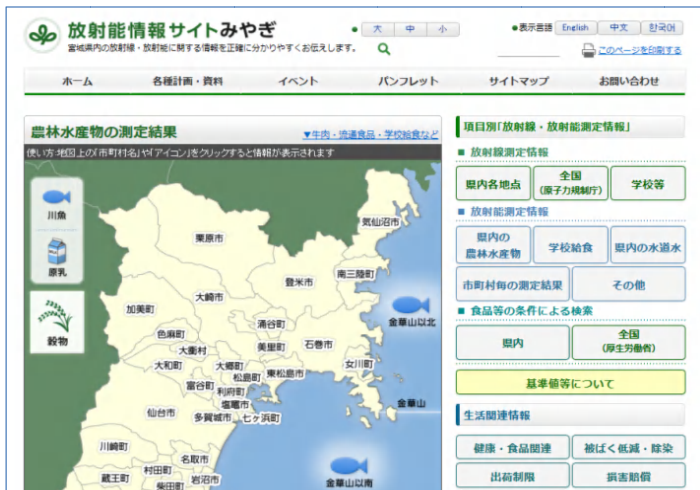 放射能情報サイトみやぎ
宮城県内の放射線・放射能に関する情報を正確に分かりやすくお伝えします。
大 中 小
●表示言語 English 中文 한국어
このページを印刷する
ホーム 各種計画・資料 イベント パンフレット サイトマップ お問い合わせ
農林水産物の測定結果
▼牛肉・流通食品・学校給食など
使い方:地図上の「市町村名」や「アイコン」をクリックすると情報が表示されます
川魚
原乳
穀物
気仙沼市
栗原市
南三陸町
登米市
大崎市
加美町
金華山以北
涌谷町
色麻町
美里町
石巻市
大衡村
大和町
大郷町
女川町
松島町
東松島市
富谷町
利府町
塩竈市
金華山
仙台市
多賀城市
七ヶ浜町
川崎町
名取市
村田町
蔵王町
岩沼市
柴田町
金華山以南
項目別「放射線・放射能測定情報」
■ 放射線測定情報
県内各地点
全国
(原子力規制庁)
学校等
■ 放射能測定情報
県内の
農林水産物
学校給食
県内の水道水
市町村毎の測定結果
その他
■ 食品等の条件による検索
県内
全国
(厚生労働省)
基準値等について
生活関連情報
健康・食品関連
被ばく低減・除染
出荷制限
損害賠償